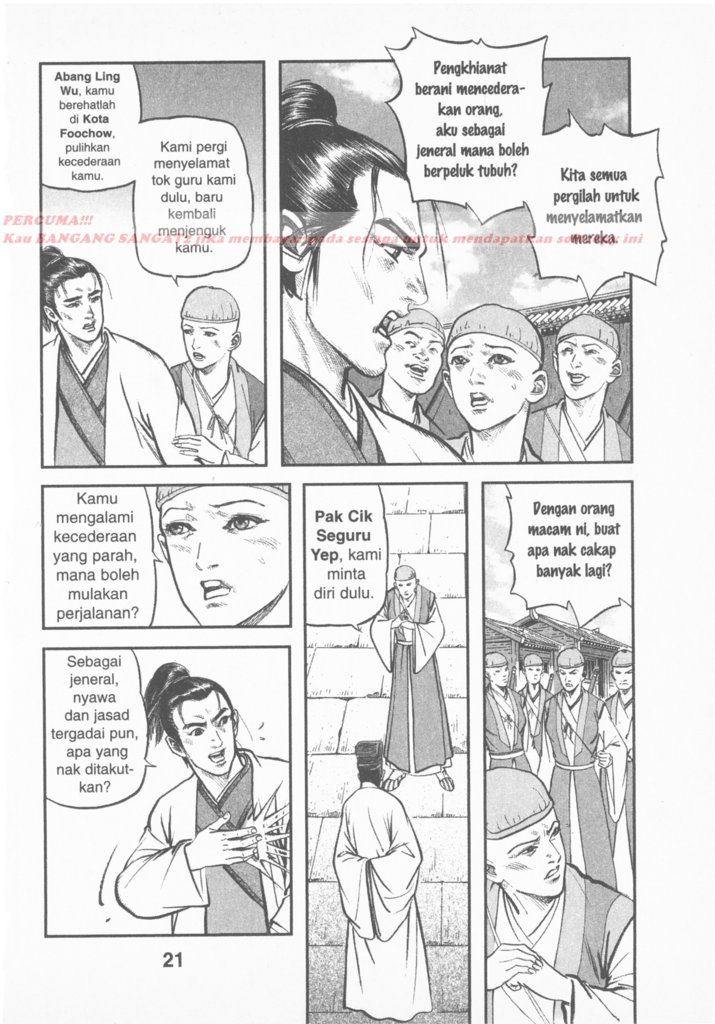 Abang Ling
Wu, kamu
berehatlah
di Kota
Foochow,
pulihkan
kecederaan
kamu.
Kami pergi
menyelamat
tok guru kami
dulu, baru
kembali
menjenguk
kamu.
Pengkhianat
berani mencedera-
kan orang,
aku sebagai
jeneral mana boleh
berpeluk tubuh?
Kita semua
pergilah untuk
menyelamatkan
mereka.
PERCUMA!!!
Kau BANGANG SANGAT2 jika membayar pada sesiapa untuk mendapatkan softcopy ini
Kamu
mengalami
kecederaan
yang parah,
mana boleh
mulakan
perjalanan?
Sebagai
jeneral,
nyawa
dan jasad
tergadai pun,
apa yang
nak ditakut-
kan?
Pak Cik
Seguru
Yep, kami
minta
diri dulu.
Dengan orang
macam ni, buat
apa nak cakap
banyak lagi?
21